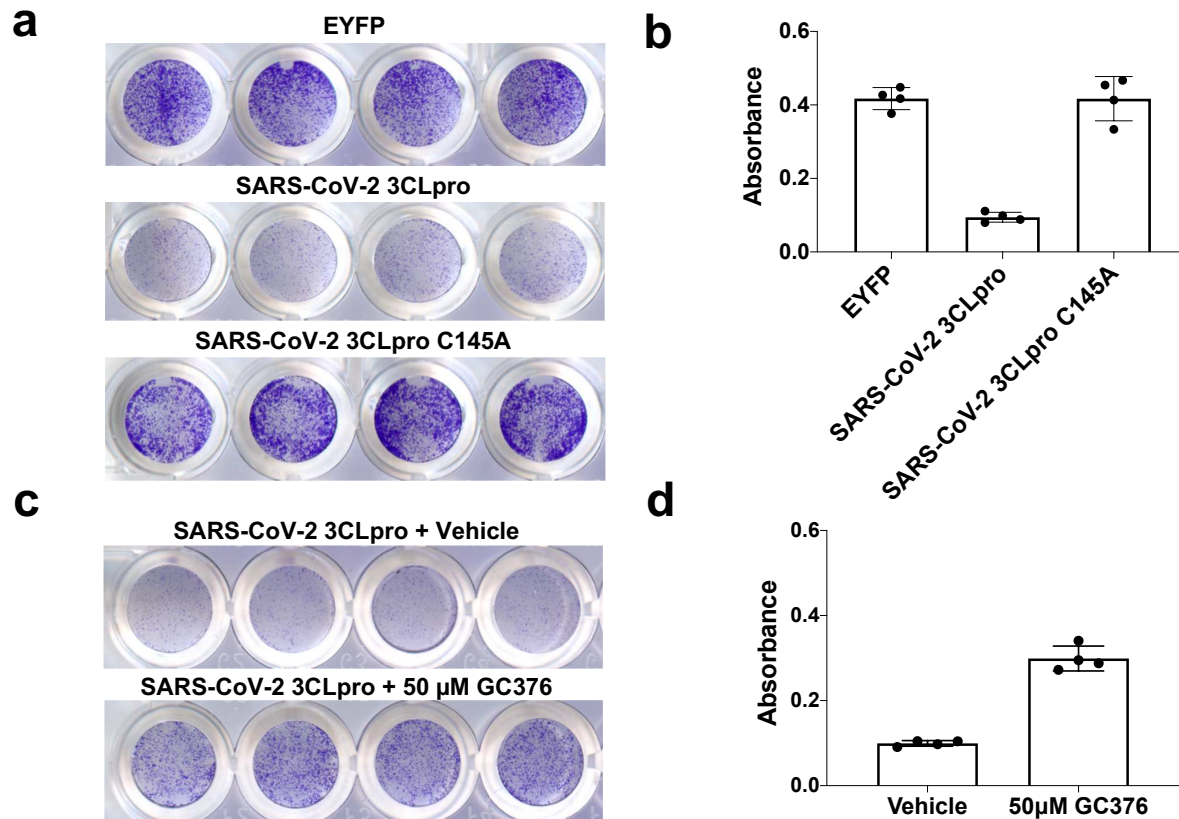 a
EYFP
SARS-CoV-2 3CLpro
SARS-CoV-2 3CLpro C145A
b
0.6
0.4
0.2
0.0
Absorbance
EYFP
SARS-CoV-2 3CLpro
SARS-CoV-2 3CLpro C145A
c
SARS-CoV-2 3CLpro + Vehicle
SARS-CoV-2 3CLpro + 50 µM GC376
d
0.6
0.4
0.2
0.0
Absorbance
Vehicle
50µM GC376